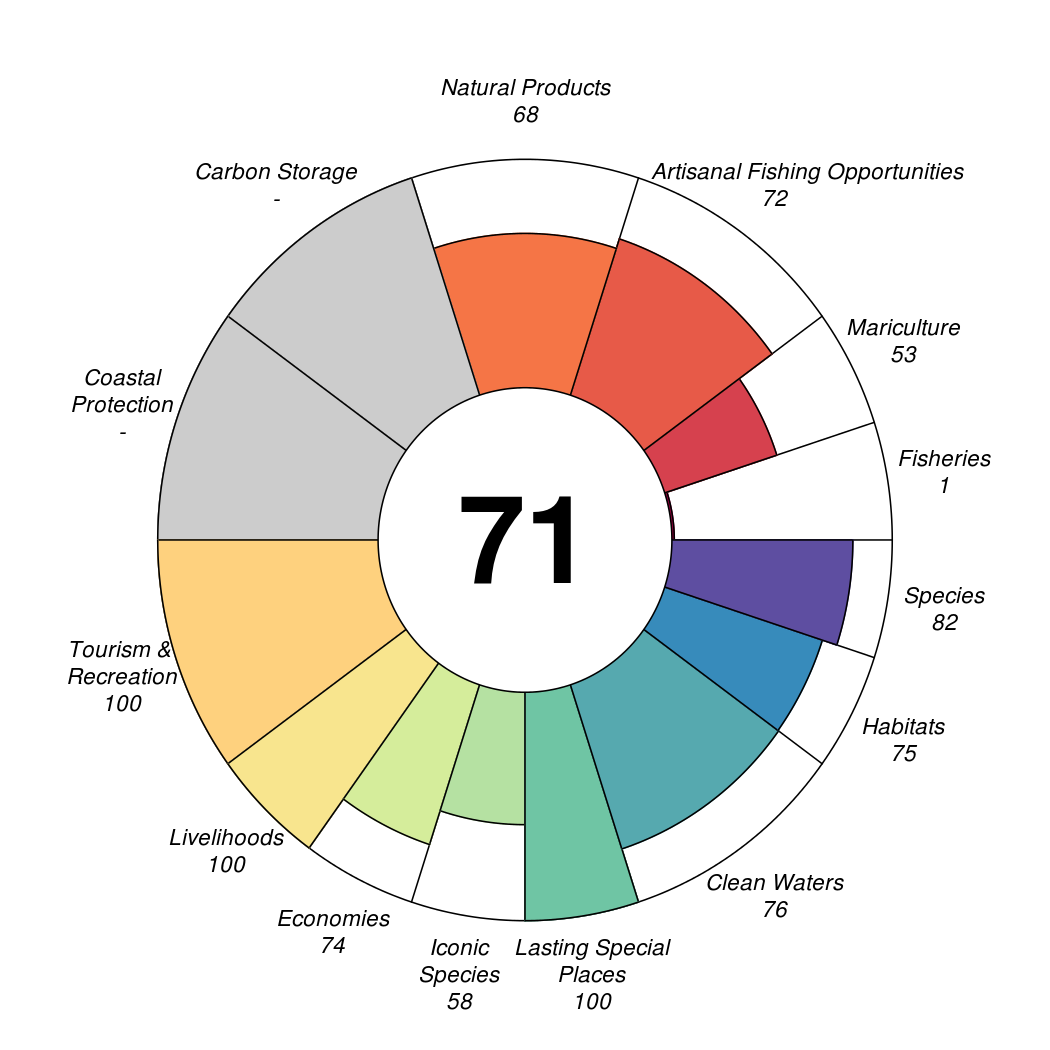 Natural Products
68
Artisanal Fishing Opportunities
72
Carbon Storage
-
Mariculture
53
Coastal
Protection
-
Fisheries
1
71
Species
82
Tourism &
Recreation
100
Habitats
75
Livelihoods
100
Clean Waters
76
Economies
74
Iconic
Species
58
Lasting Special
Places
100